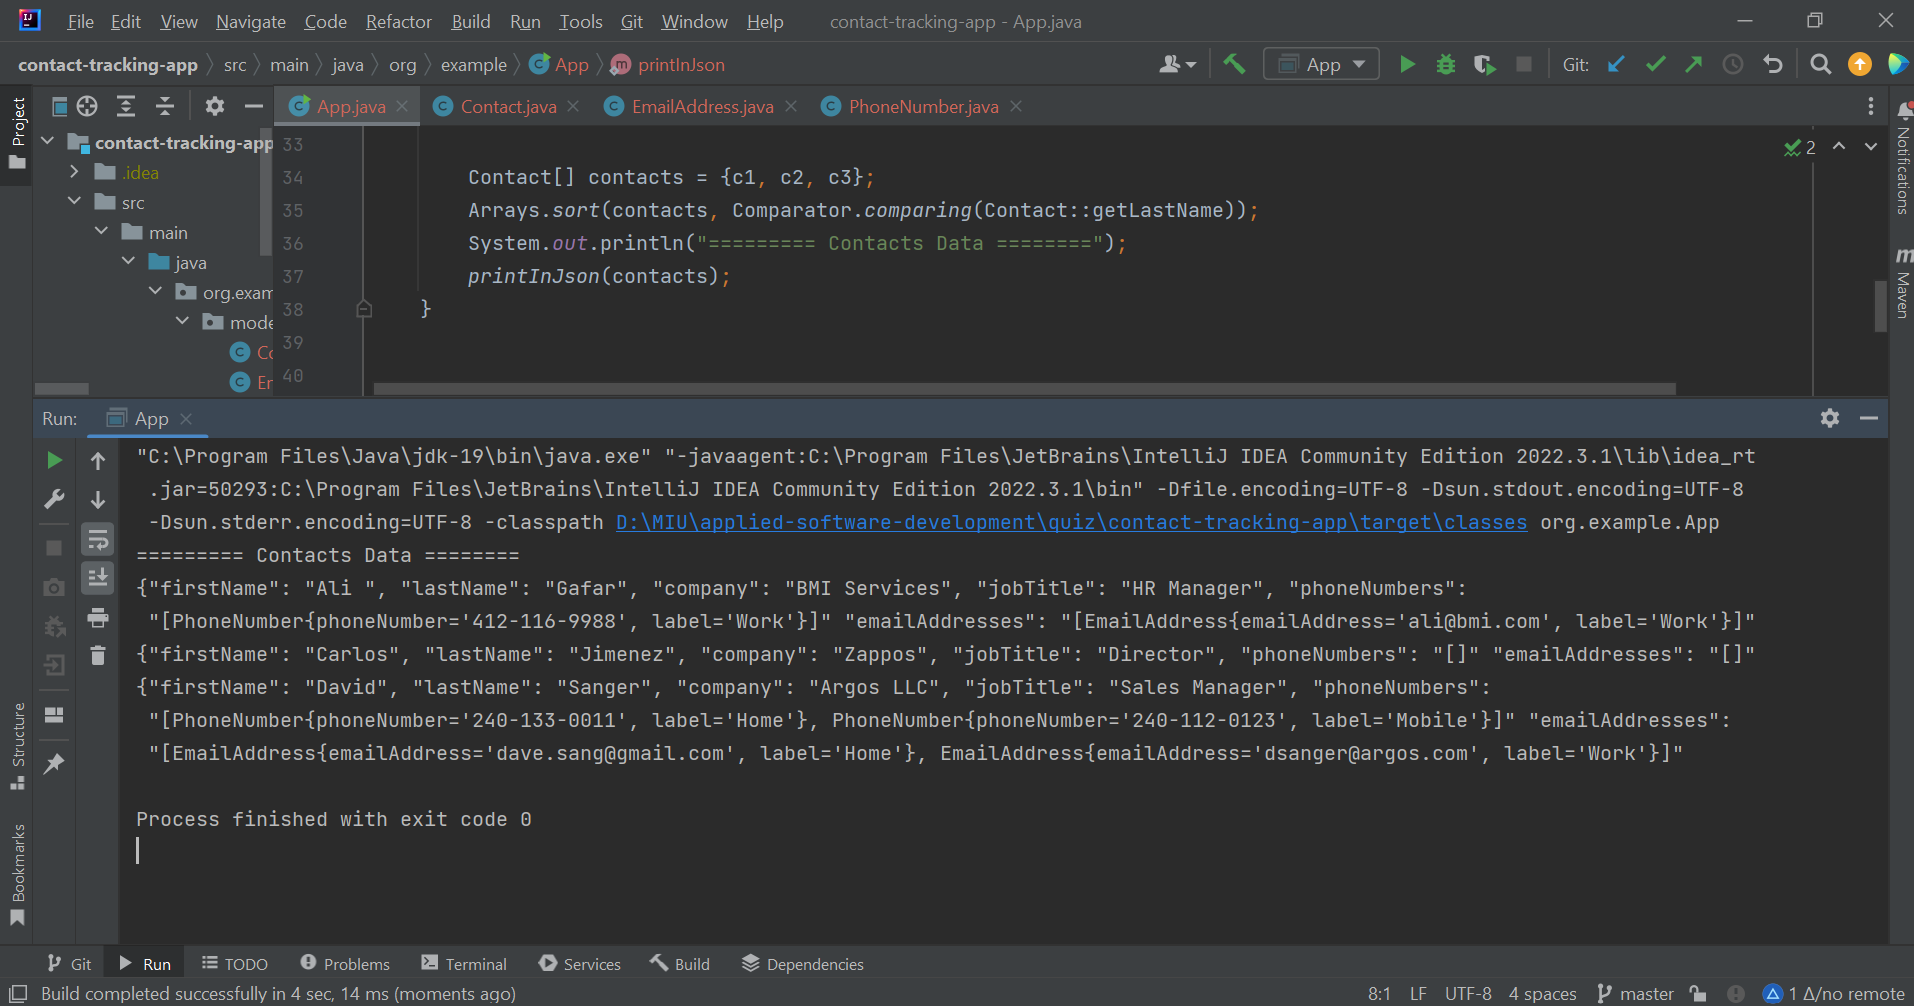 File Edit View Navigate Code Refactor Build Run Tools Git Window Help contact-tracking-app - App.java
contact-tracking-app src main java org example App printInJson App Git:
Project
App.java Contact.java EmailAddress.java PhoneNumber.java
contact-tracking-app
.idea
src
main
java
org.exam
mode
Co
Em
33
34 Contact[] contacts = {c1, c2, c3};
35 Arrays.sort(contacts, Comparator.comparing(Contact::getLastName));
36 System.out.println("========= Contacts Data ========");
37 printInJson(contacts);
38 }
39
40
2
Notifications
Maven
Run: App
"C:\Program Files\Java\jdk-19\bin\java.exe" "-javaagent:C:\Program Files\JetBrains\IntelliJ IDEA Community Edition 2022.3.1\lib\idea_rt
.jar=50293:C:\Program Files\JetBrains\IntelliJ IDEA Community Edition 2022.3.1\bin" -Dfile.encoding=UTF-8 -Dsun.stdout.encoding=UTF-8
-Dsun.stderr.encoding=UTF-8 -classpath D:\MIU\applied-software-development\quiz\contact-tracking-app\target\classes org.example.App
========= Contacts Data ========
{"firstName": "Ali ", "lastName": "Gafar", "company": "BMI Services", "jobTitle": "HR Manager", "phoneNumbers":
"[PhoneNumber{phoneNumber='412-116-9988', label='Work'}]" "emailAddresses": "[EmailAddress{emailAddress='ali@bmi.com', label='Work'}]"
{"firstName": "Carlos", "lastName": "Jimenez", "company": "Zappos", "jobTitle": "Director", "phoneNumbers": "[]" "emailAddresses": "[]"
{"firstName": "David", "lastName": "Sanger", "company": "Argos LLC", "jobTitle": "Sales Manager", "phoneNumbers":
"[PhoneNumber{phoneNumber='240-133-0011', label='Home'}, PhoneNumber{phoneNumber='240-112-0123', label='Mobile'}]" "emailAddresses":
"[EmailAddress{emailAddress='dave.sang@gmail.com', label='Home'}, EmailAddress{emailAddress='dsanger@argos.com', label='Work'}]"
Process finished with exit code 0
Structure
Bookmarks
Git Run TODO Problems Terminal Services Build Dependencies
Build completed successfully in 4 sec, 14 ms (moments ago) 8:1 LF UTF-8 4 spaces master 1 Δ/no remote